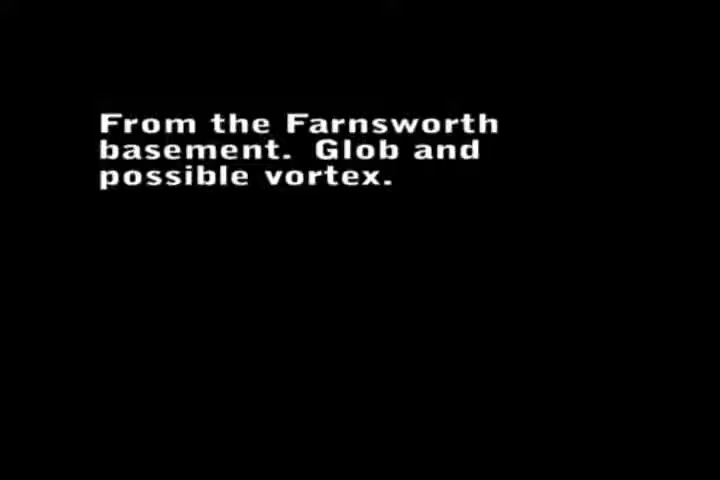 From the Farnsworth
basement.  Glob and
possible vortex.